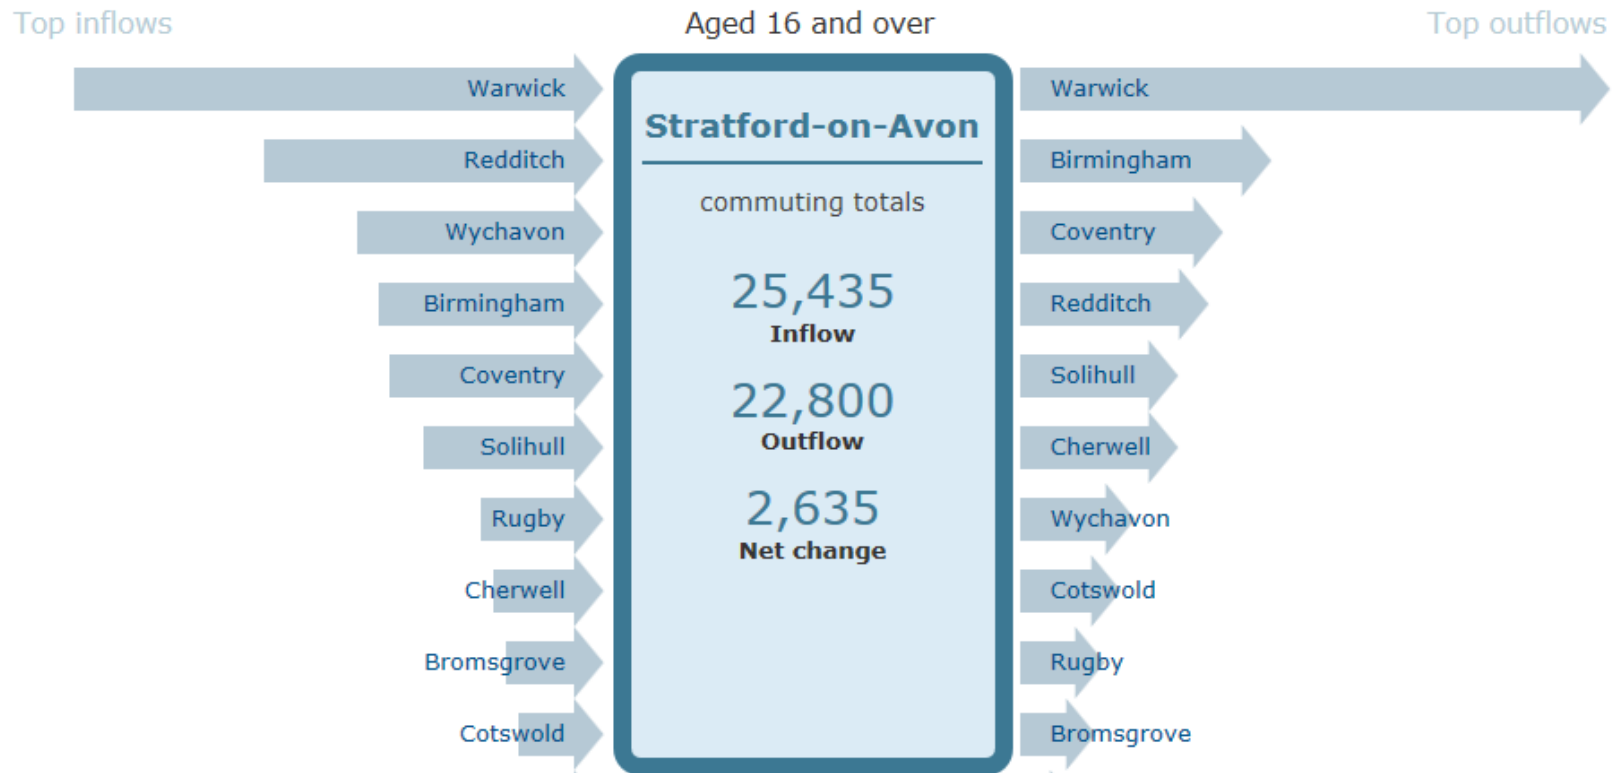 Top inflows
Aged 16 and over
Top outflows
Warwick
Redditch
Wychavon
Birmingham
Coventry
Solihull
Rugby
Cherwell
Bromsgrove
Cotswold
Stratford-on-Avon
commuting totals
25,435
Inflow
22,800
Outflow
2,635
Net change
Warwick
Birmingham
Coventry
Redditch
Solihull
Cherwell
Wychavon
Cotswold
Rugby
Bromsgrove